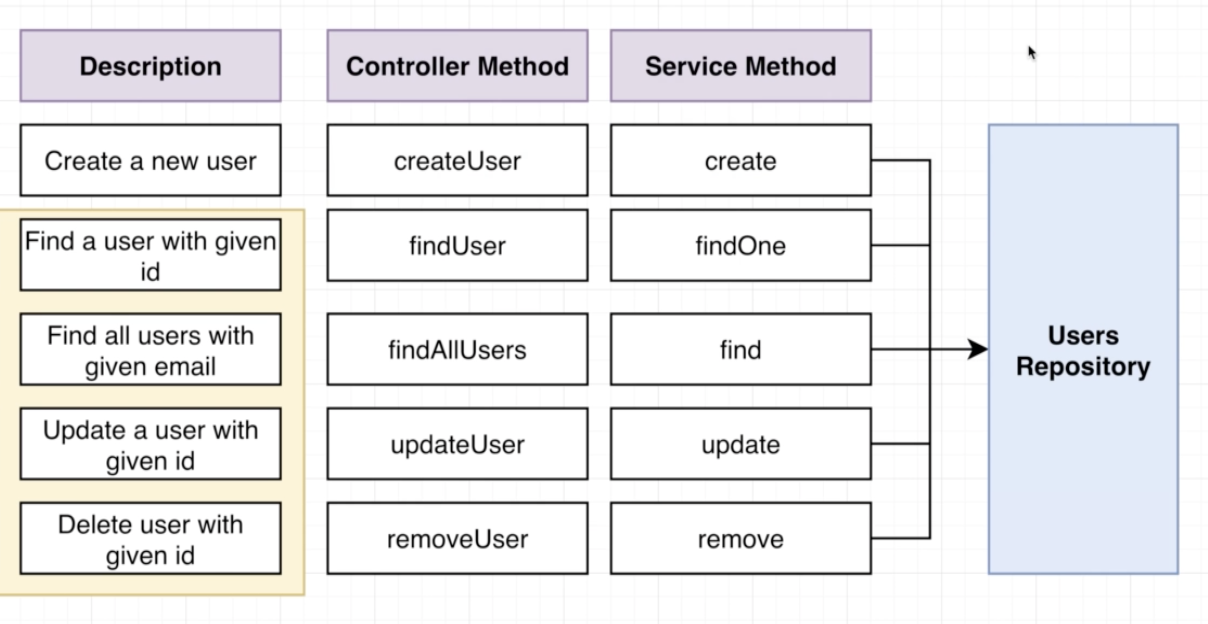 Description
Controller Method
Service Method
Create a new user
createUser
create
Find a user with given
id
findUser
findOne
Find all users with
given email
findAllUsers
find
Users
Repository
Update a user with
given id
updateUser
update
Delete user with
given id
removeUser
remove